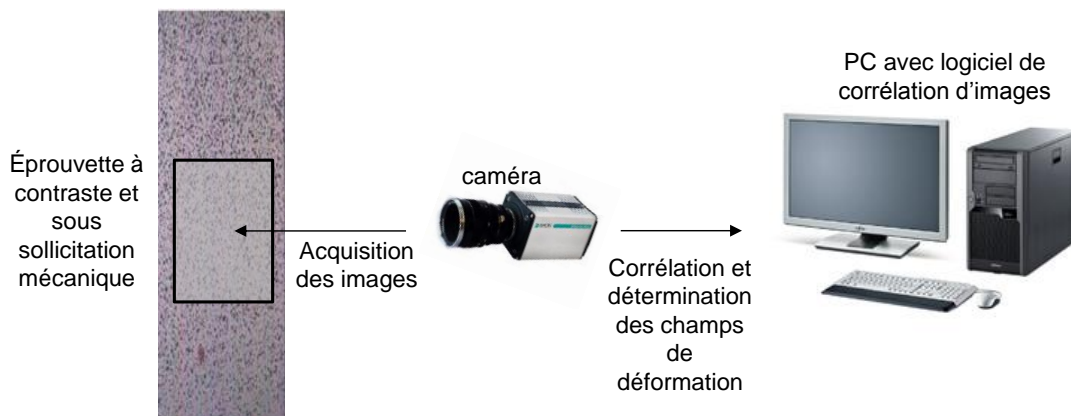 Éprouvette à
contraste et
sous
sollicitation
mécanique
caméra
Acquisition
des images
Corrélation et
détermination
des champs
de
déformation
PC avec logiciel de
corrélation d’images